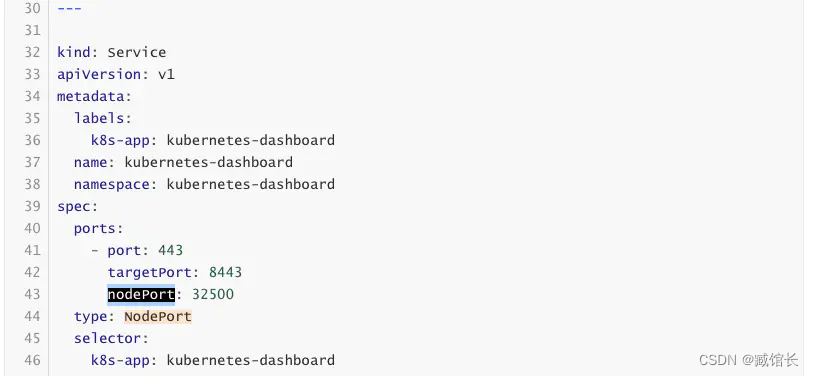 30 ---
31
32 kind: Service
33 apiVersion: v1
34 metadata:
35   labels:
36     k8s-app: kubernetes-dashboard
37   name: kubernetes-dashboard
38   namespace: kubernetes-dashboard
39 spec:
40   ports:
41     - port: 443
42       targetPort: 8443
43       nodePort: 32500
44   type: NodePort
45   selector:
46     k8s-app: kubernetes-dashboard
CSDN @臧馆长